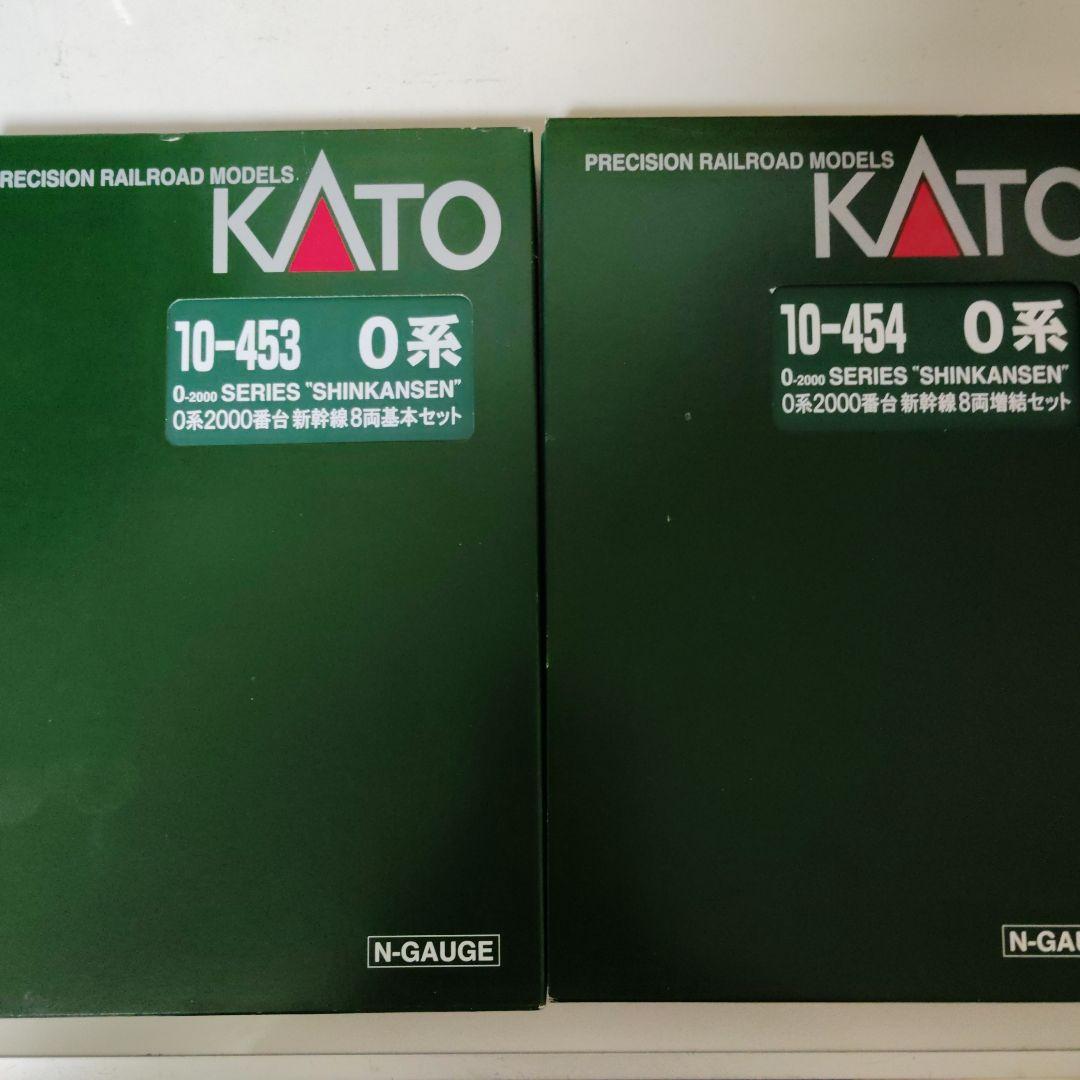 RECISION RAILROAD MODELS
KATO
10-453 0系
0-2000 SERIES "SHINKANSEN"
0系2000番台 新幹線8両基本セット
N-GAUGE
PRECISION RAILROAD MODELS
KATO
10-454 0系
0-2000 SERIES "SHINKANSEN"
0系2000番台 新幹線8両増結セット
N-GAU